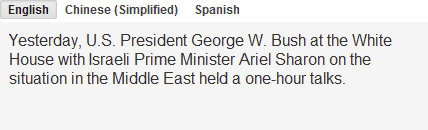 English Chinese (Simplified) Spanish
Yesterday, U.S. President George W. Bush at the White
House with Israeli Prime Minister Ariel Sharon on the
situation in the Middle East held a one-hour talks.